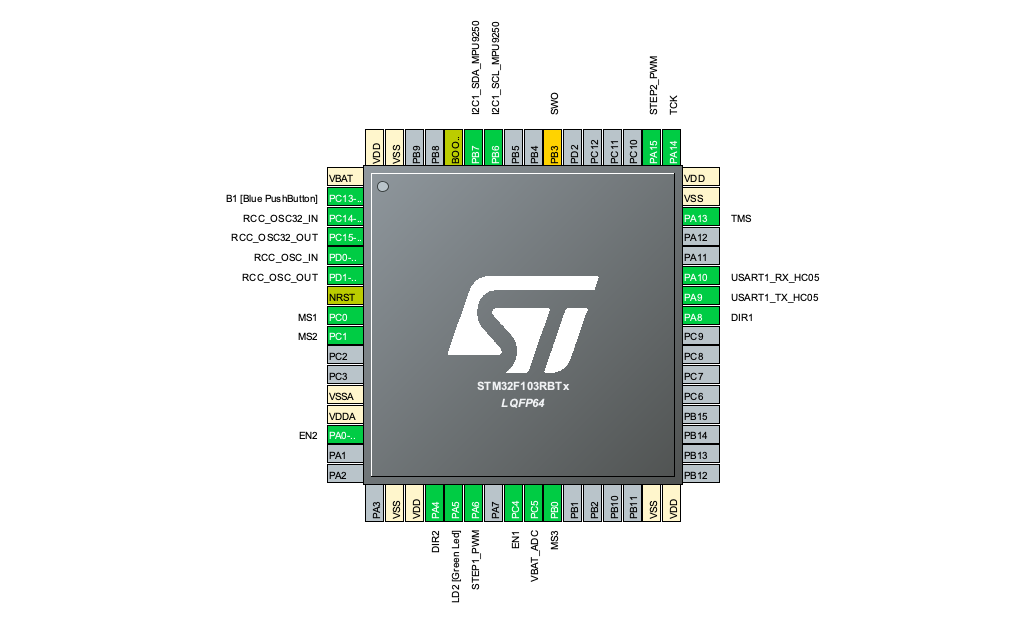 I2C1_SDA_MPU9250
I2C1_SCL_MPU9250
SWO
STEP2_PWM
TCK
VDD
VSS
PB9
PB8
BOO..
PB7
PB6
PB5
PB4
PB3
PD2
PC12
PC11
PC10
PA15
PA14
B1 [Blue PushButton]
RCC_OSC32_IN
RCC_OSC32_OUT
RCC_OSC_IN
RCC_OSC_OUT
MS1
MS2
EN2
VBAT
PC13-..
PC14-..
PC15-..
PD0-..
PD1-..
NRST
PC0
PC1
PC2
PC3
VSSA
VDDA
PA0-..
PA1
PA2
ST
STM32F103RBTx
LQFP64
VDD
VSS
PA13
PA12
PA11
PA10
PA9
PA8
PC9
PC8
PC7
PC6
PB15
PB14
PB13
PB12
TMS
USART1_RX_HC05
USART1_TX_HC05
DIR1
PA3
VSS
VDD
PA4
PA5
PA6
PA7
PC4
PC5
PB0
PB1
PB2
PB10
PB11
VSS
VDD
DIR2
LD2 [Green Led]
STEP1_PWM
EN1
VBAT_ADC
MS3